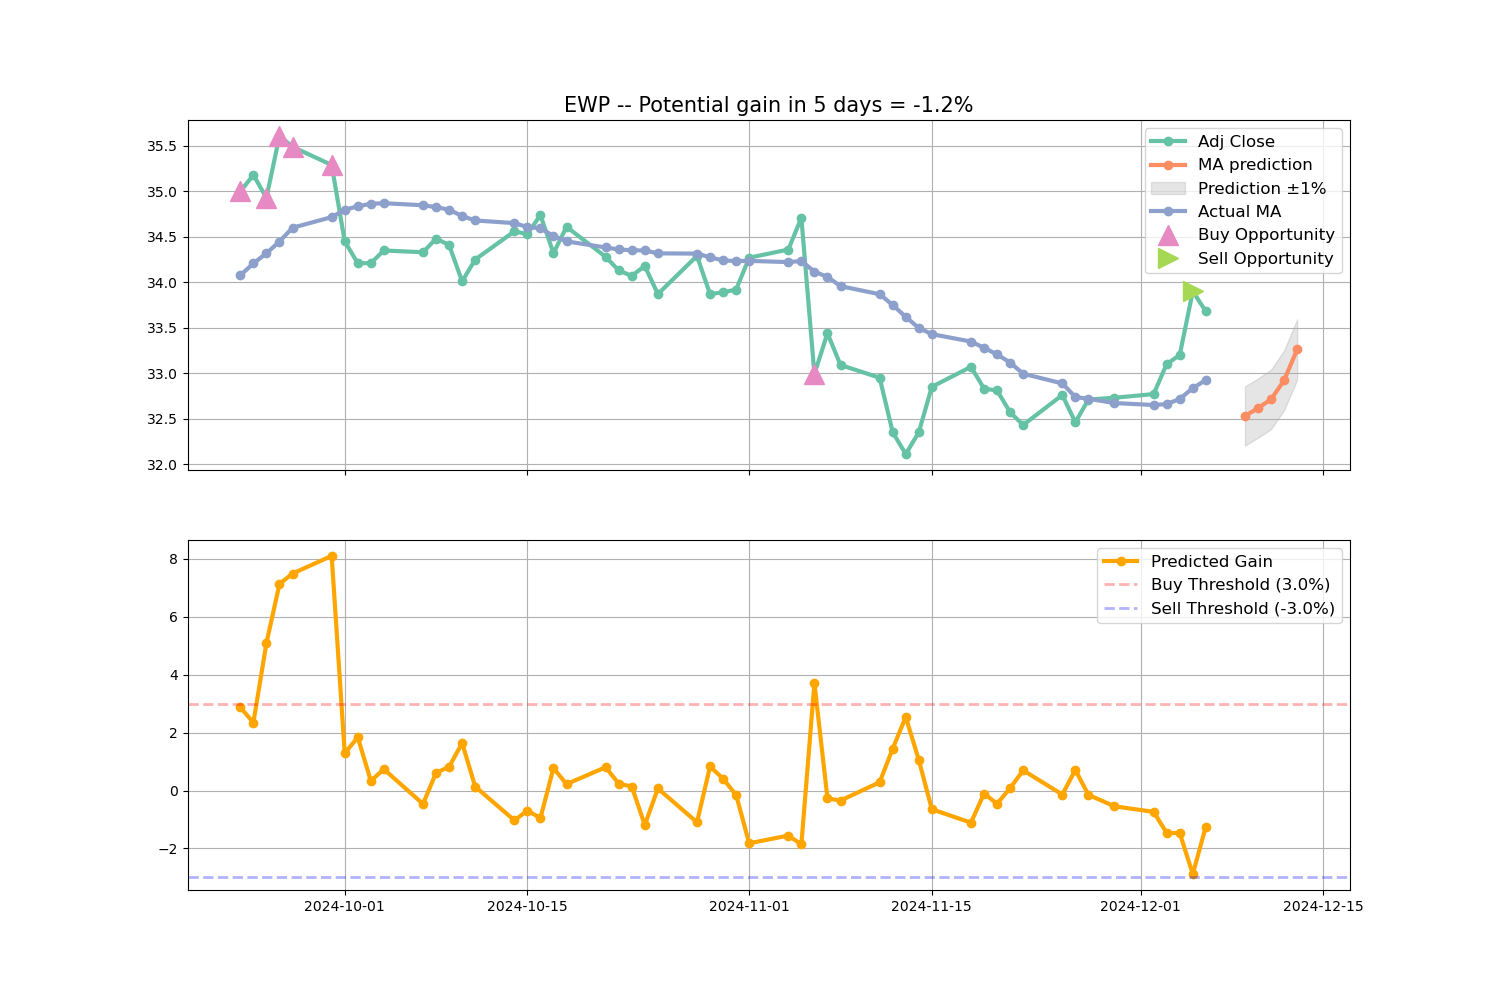 EWP -- Potential gain in 5 days = -1.2%
35.5
35.0
34.5
34.0
33.5
33.0
32.5
32.0
Adj Close
MA prediction
Prediction ±1%
Actual MA
Buy Opportunity
Sell Opportunity
8
6
4
2
0
−2
Predicted Gain
Buy Threshold (3.0%)
Sell Threshold (-3.0%)
2024-10-01 2024-10-15 2024-11-01 2024-11-15 2024-12-01 2024-12-15